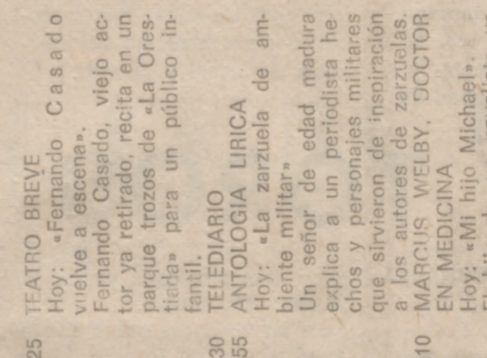 25 TEATRO BREVE
Hoy: «Fernando Casado
vuelve a escena».
Fernando Casado, viejo ac-
tor ya retirado, recita en un
parque trozos de «La Ores-
tiada» para un público in-
fantil.
30 TELEDIARIO
55 ANTOLOGIA LIRICA
Hoy: «La zarzuela de am-
biente militar»
Un señor de edad madura
explica a un periodista he-
chos y personajes militares
que sirvieron de inspiración
a los autores de zarzuelas.
10 MARCUS WELBY, DOCTOR
EN MEDICINA
Hoy: «Mi hijo Michael».